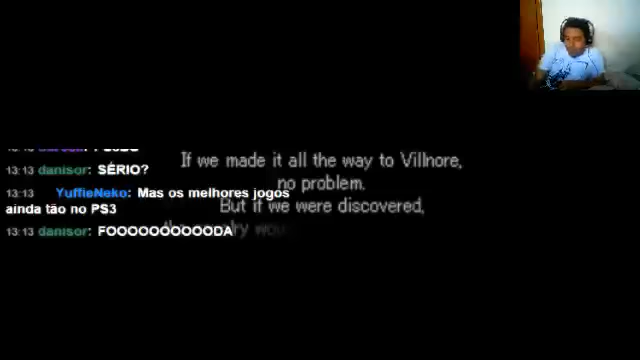 13:13 danisor: SÉRIO?
13:13 YuffieNeko: Mas os melhores jogos
ainda tão no PS3
13:13 danisor: FOOOOOOOOOODA
If we made it all the way to Villnore,
no problem.
But if we were discovered,